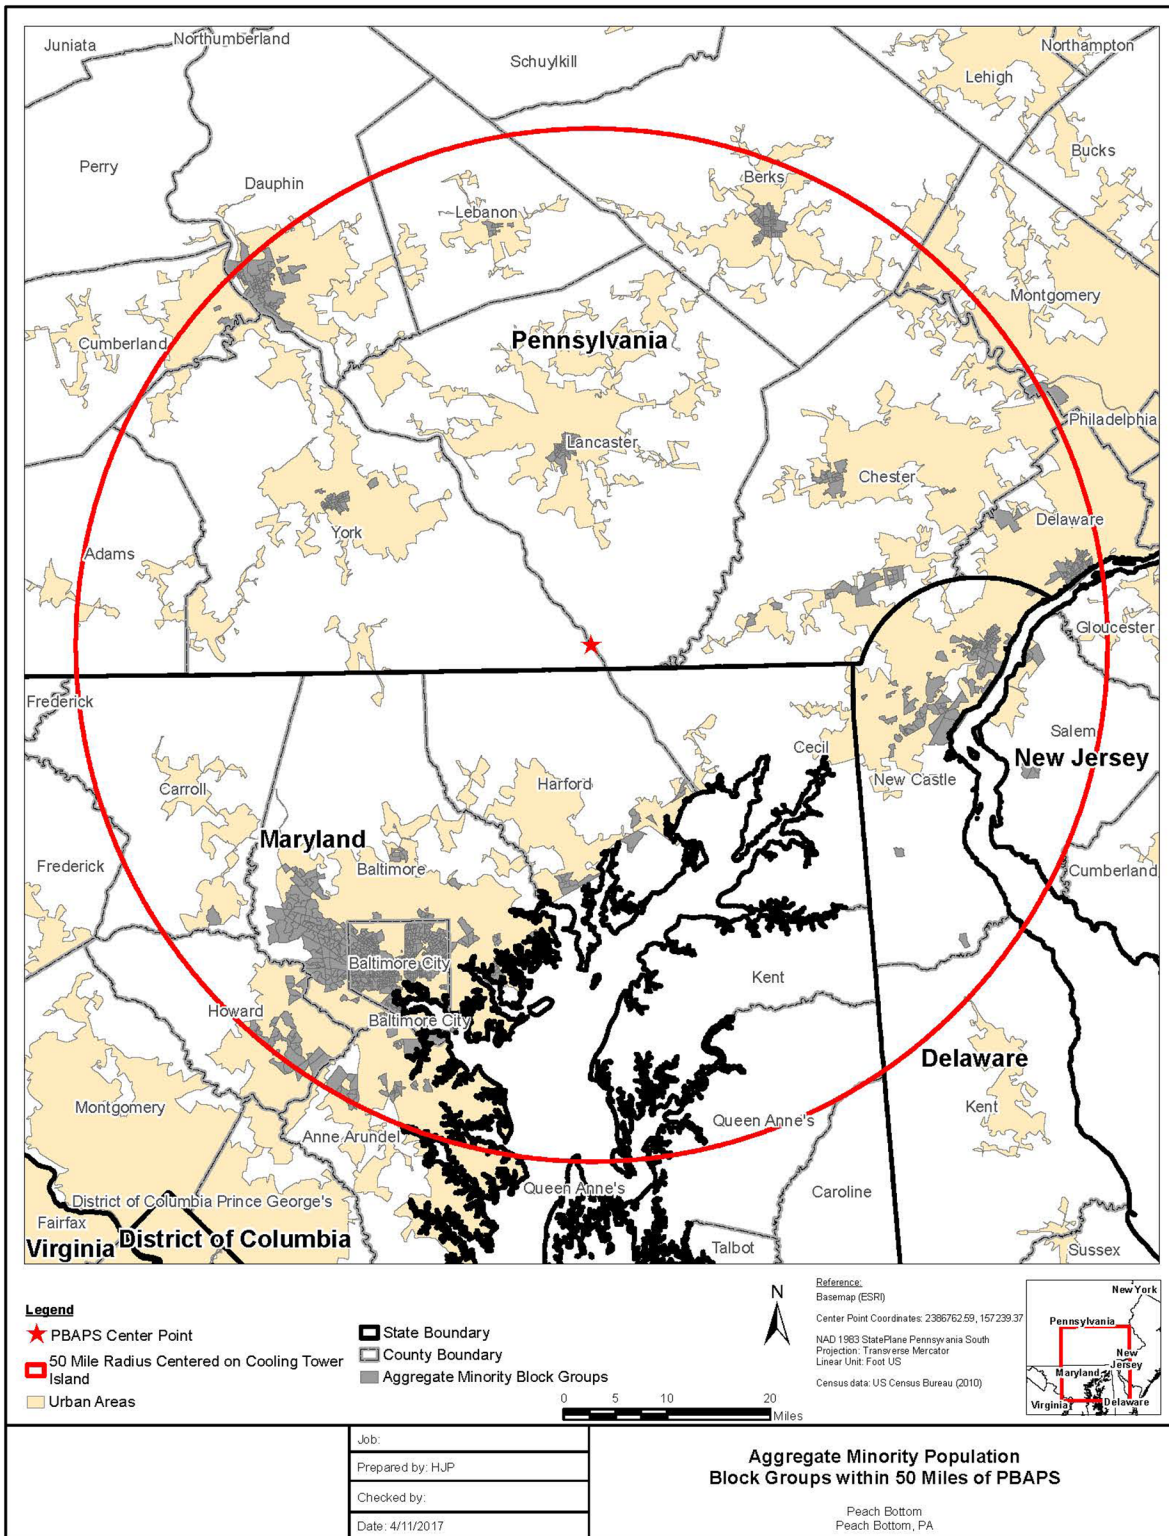 Juniata
Northumberland
Schuylkill
Northampton
Lehigh
Bucks
Perry
Dauphin
Berks
Lebanon
Montgomery
Pennsylvania
Cumberland
Philadelphia
Lancaster
Chester
Delaware
York
Adams
Gloucester
Frederick
Salem
Cecil
New Jersey
New Castle
Harford
Carroll
Maryland
Baltimore
Frederick
Cumberland
Baltimore City
Kent
Howard
Baltimore City
Delaware
Montgomery
Kent
Queen Anne's
Anne Arundel
Queen Anne's
Caroline
District of Columbia Prince George's
Fairfax
Virginia District of Columbia
Talbot
Sussex
Legend
PBAPS Center Point
50 Mile Radius Centered on Cooling Tower
Island
Urban Areas
State Boundary
County Boundary
Aggregate Minority Block Groups
N
0 5 10 20
Miles
Reference:
Basemap (ESRI)
Center Point Coordinates: 2386762.59, 157239.37
NAD 1983 StatePlane Pennsyvania South
Projection: Transverse Mercator
Linear Unit: Foot US
Census data: US Census Bureau (2010)
New York
Pennsylvania
New
Jersey
Maryland
Virginia
Delaware
Job:
Prepared by: HJP
Checked by:
Date: 4/11/2017
Aggregate Minority Population
Block Groups within 50 Miles of PBAPS
Peach Bottom
Peach Bottom, PA